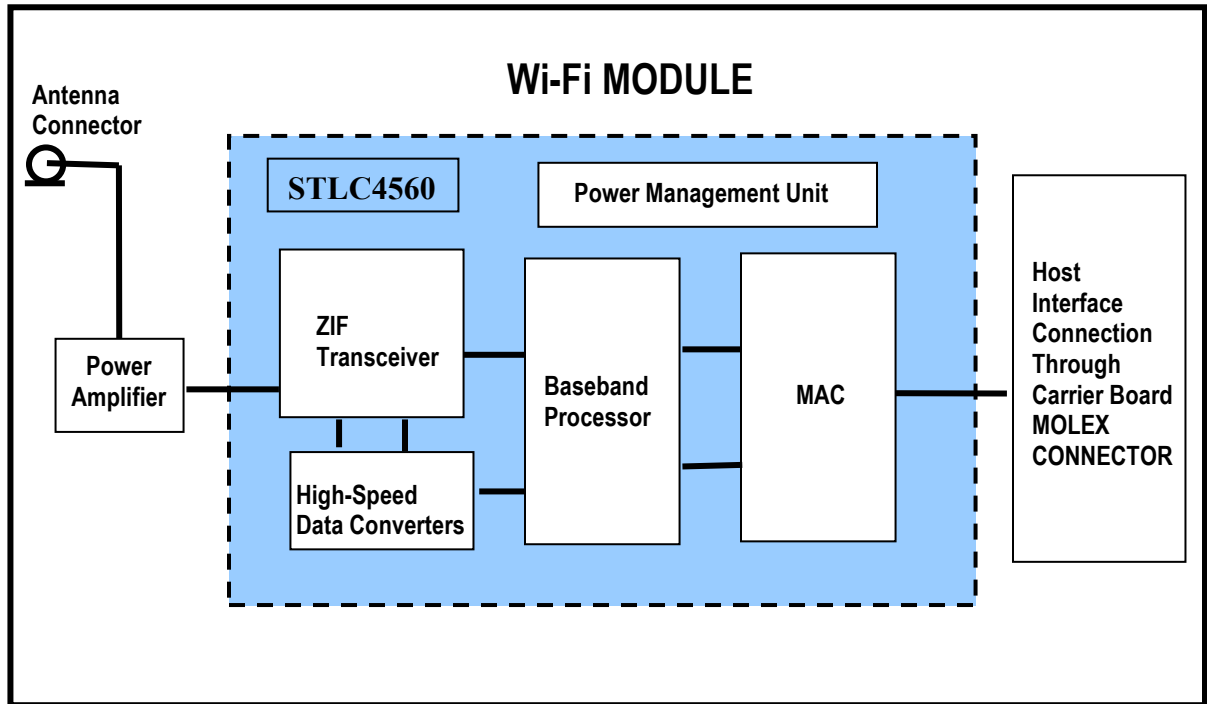 Wi-Fi MODULE
Antenna
Connector
STLC4560
Power Management Unit
ZIF
Transceiver
Power
Amplifier
Baseband
Processor
MAC
High-Speed
Data Converters
Host
Interface
Connection
Through
Carrier Board
MOLEX
CONNECTOR